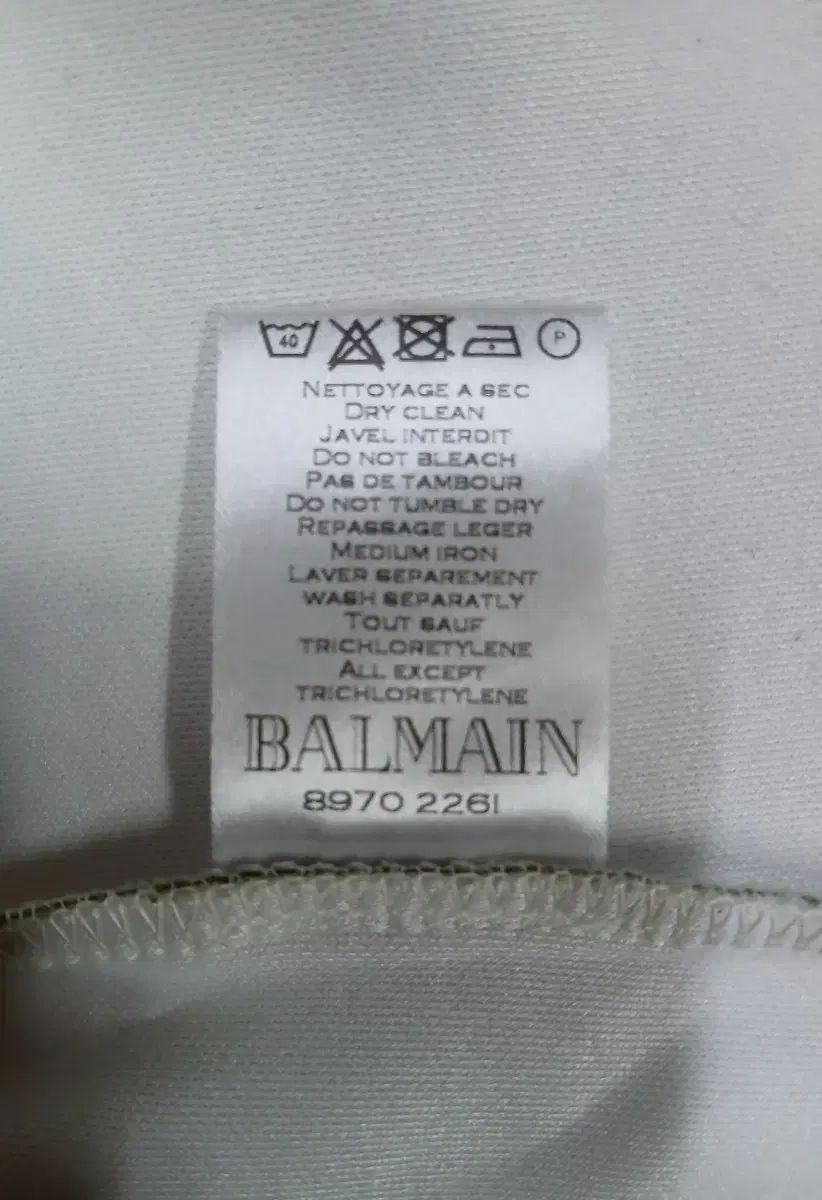 40 P
NETTOYAGE A SEC
DRY CLEAN
JAVEL INTERDIT
DO NOT BLEACH
PAS DE TAMBOUR
DO NOT TUMBLE DRY
REPASSAGE LEGER
MEDIUM IRON
LAVER SEPAREMENT
WASH SEPARATLY
TOUT SAUF
TRICHLORETYLENE
ALL EXCEPT
TRICHLORETYLENE
BALMAIN
8970 2261